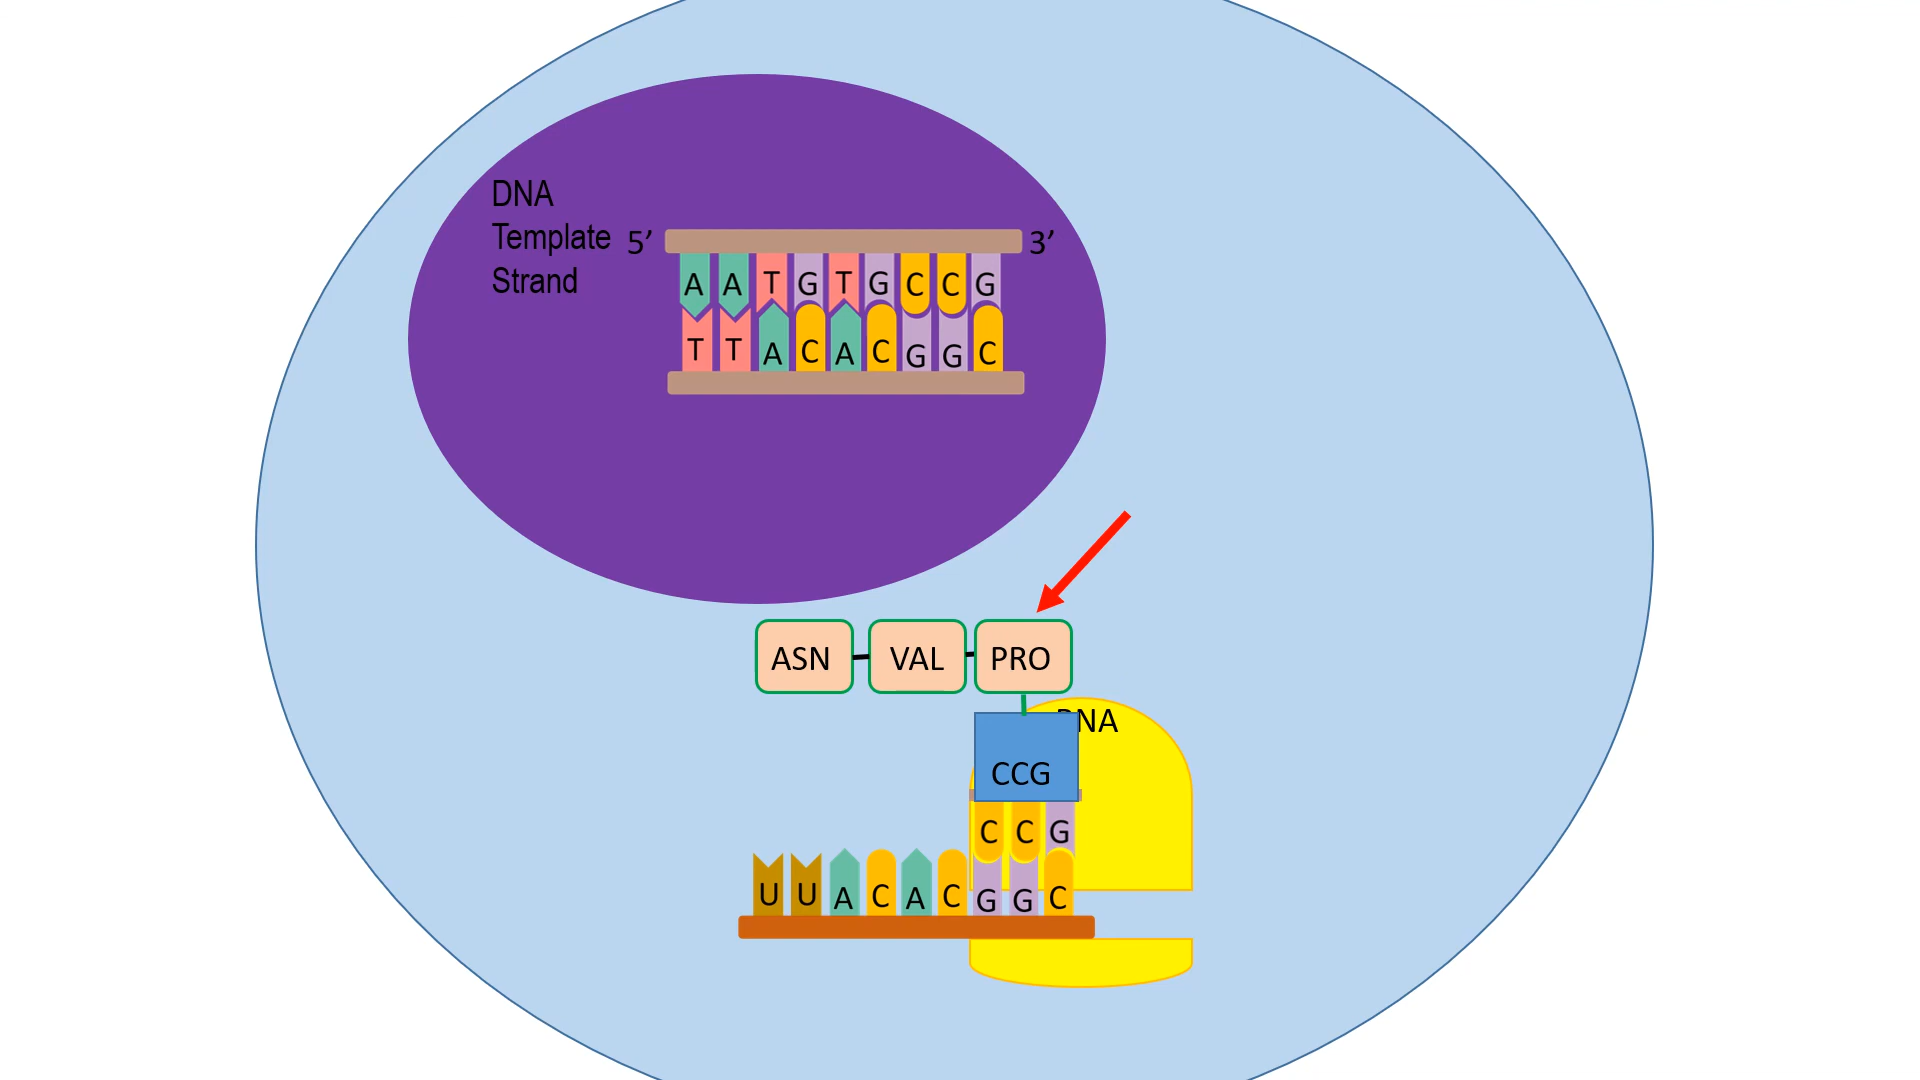 DNA
Template
Strand
5’ 3’
A A T G T G C C G
T T A C A C G G C
ASN VAL PRO
CCG
C C G
U U A C A C G G C